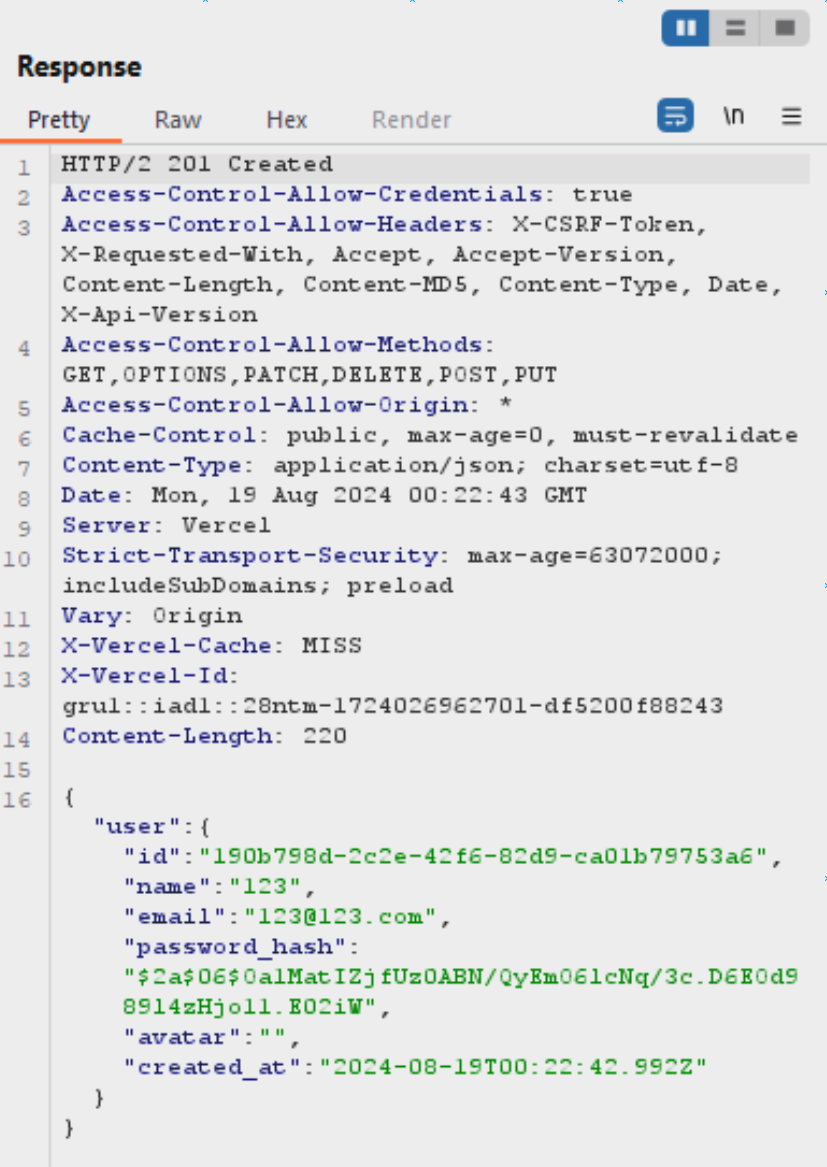 Response
Pretty Raw Hex Render \n
1 HTTP/2 201 Created
2 Access-Control-Allow-Credentials: true
3 Access-Control-Allow-Headers: X-CSRF-Token,
X-Requested-With, Accept, Accept-Version,
Content-Length, Content-MD5, Content-Type, Date,
X-Api-Version
4 Access-Control-Allow-Methods:
GET,OPTIONS,PATCH,DELETE,POST,PUT
5 Access-Control-Allow-Origin: *
6 Cache-Control: public, max-age=0, must-revalidate
7 Content-Type: application/json; charset=utf-8
8 Date: Mon, 19 Aug 2024 00:22:43 GMT
9 Server: Vercel
10 Strict-Transport-Security: max-age=63072000;
includeSubDomains; preload
11 Vary: Origin
12 X-Vercel-Cache: MISS
13 X-Vercel-Id:
gru1::iad1::28ntm-1724026962701-df5200f88243
14 Content-Length: 220
15
16 {
"user":{
"id":"190b798d-2c2e-42f6-82d9-ca01b79753a6",
"name":"123",
"email":"123@123.com",
"password_hash":
"$2a$06$0alMatIZjfUz0ABN/QyEm061cNq/3c.D6E0d9
8914zHjo11.E02iW",
"avatar":"",
"created_at":"2024-08-19T00:22:42.992Z"
}
}